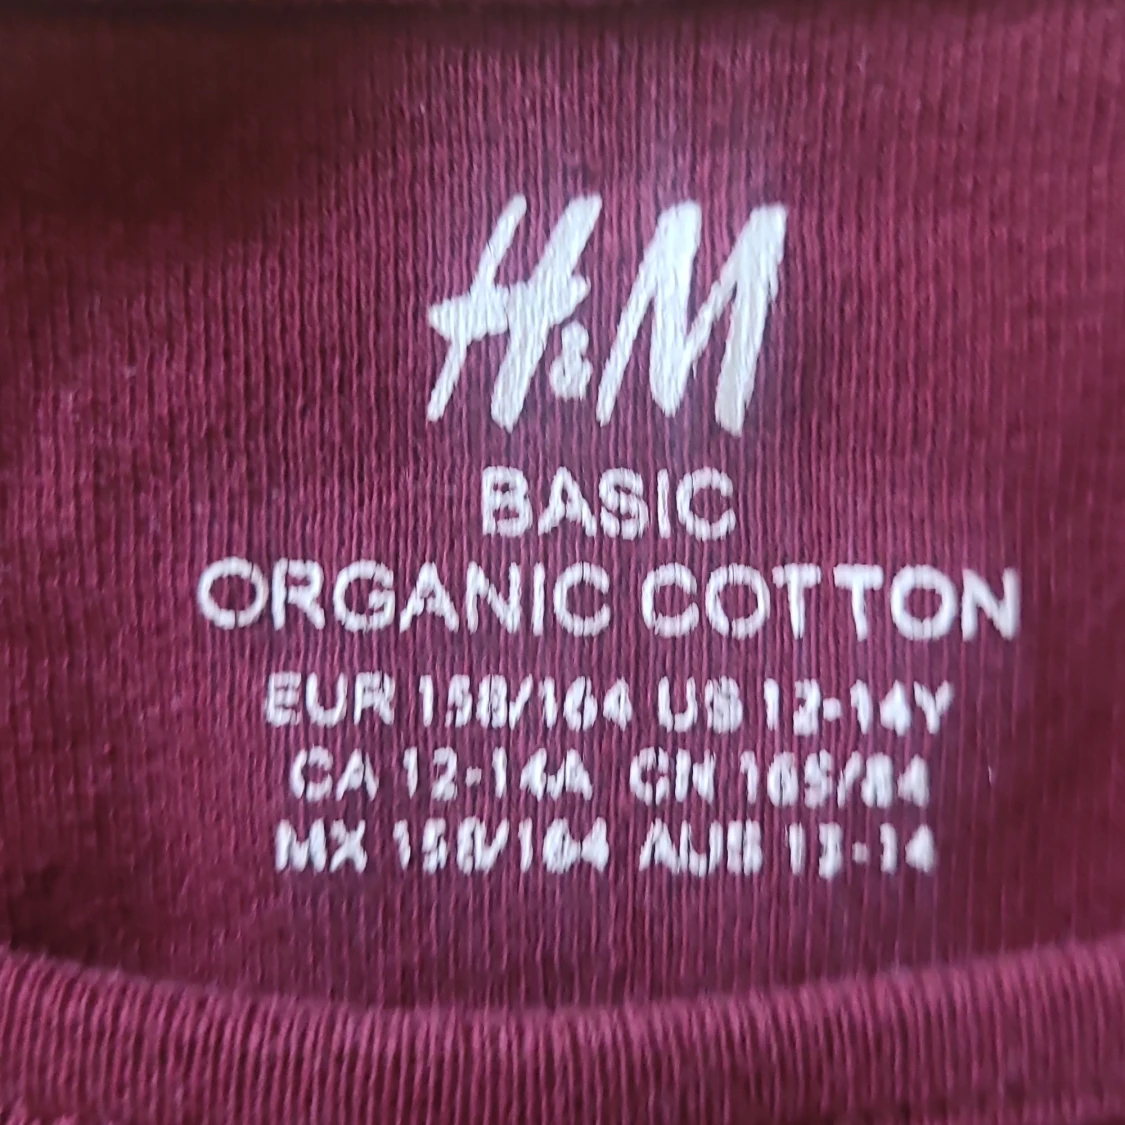 H&M
BASIC
ORGANIC COTTON
EUR 158/164 US 12-14Y
CA 12-14A CN 165/84
MX 158/164 AUS 13-14